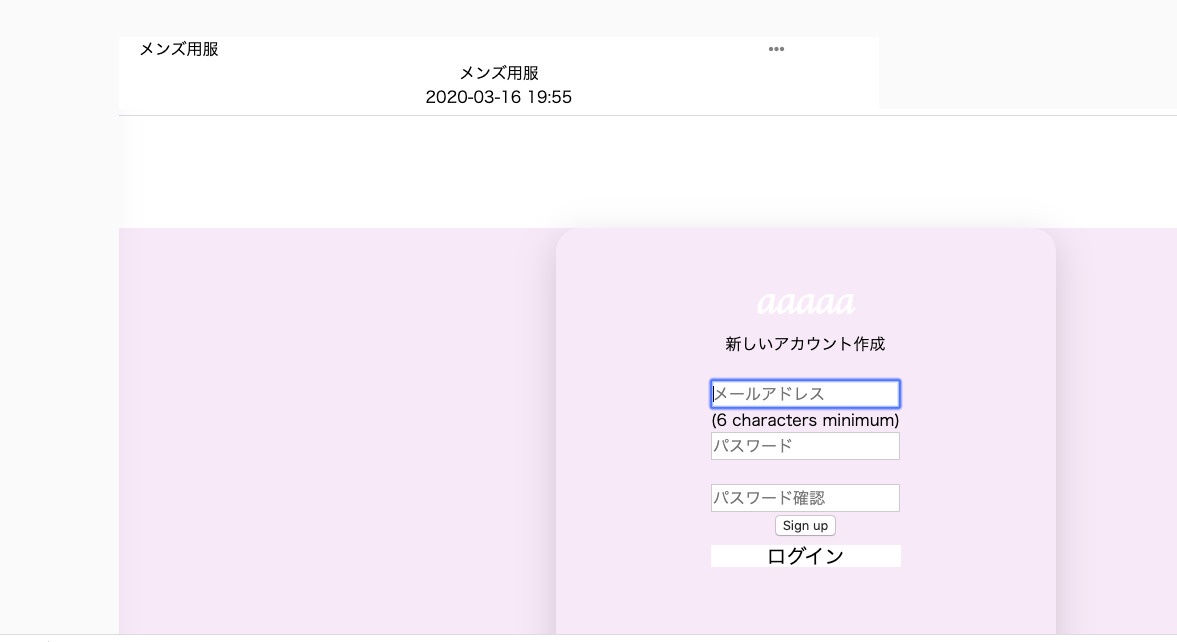 メンズ用服 •••
メンズ用服
2020-03-16 19:55
aaaaa
新しいアカウント作成
メールアドレス
(6 characters minimum)
パスワード
パスワード確認
Sign up
ログイン